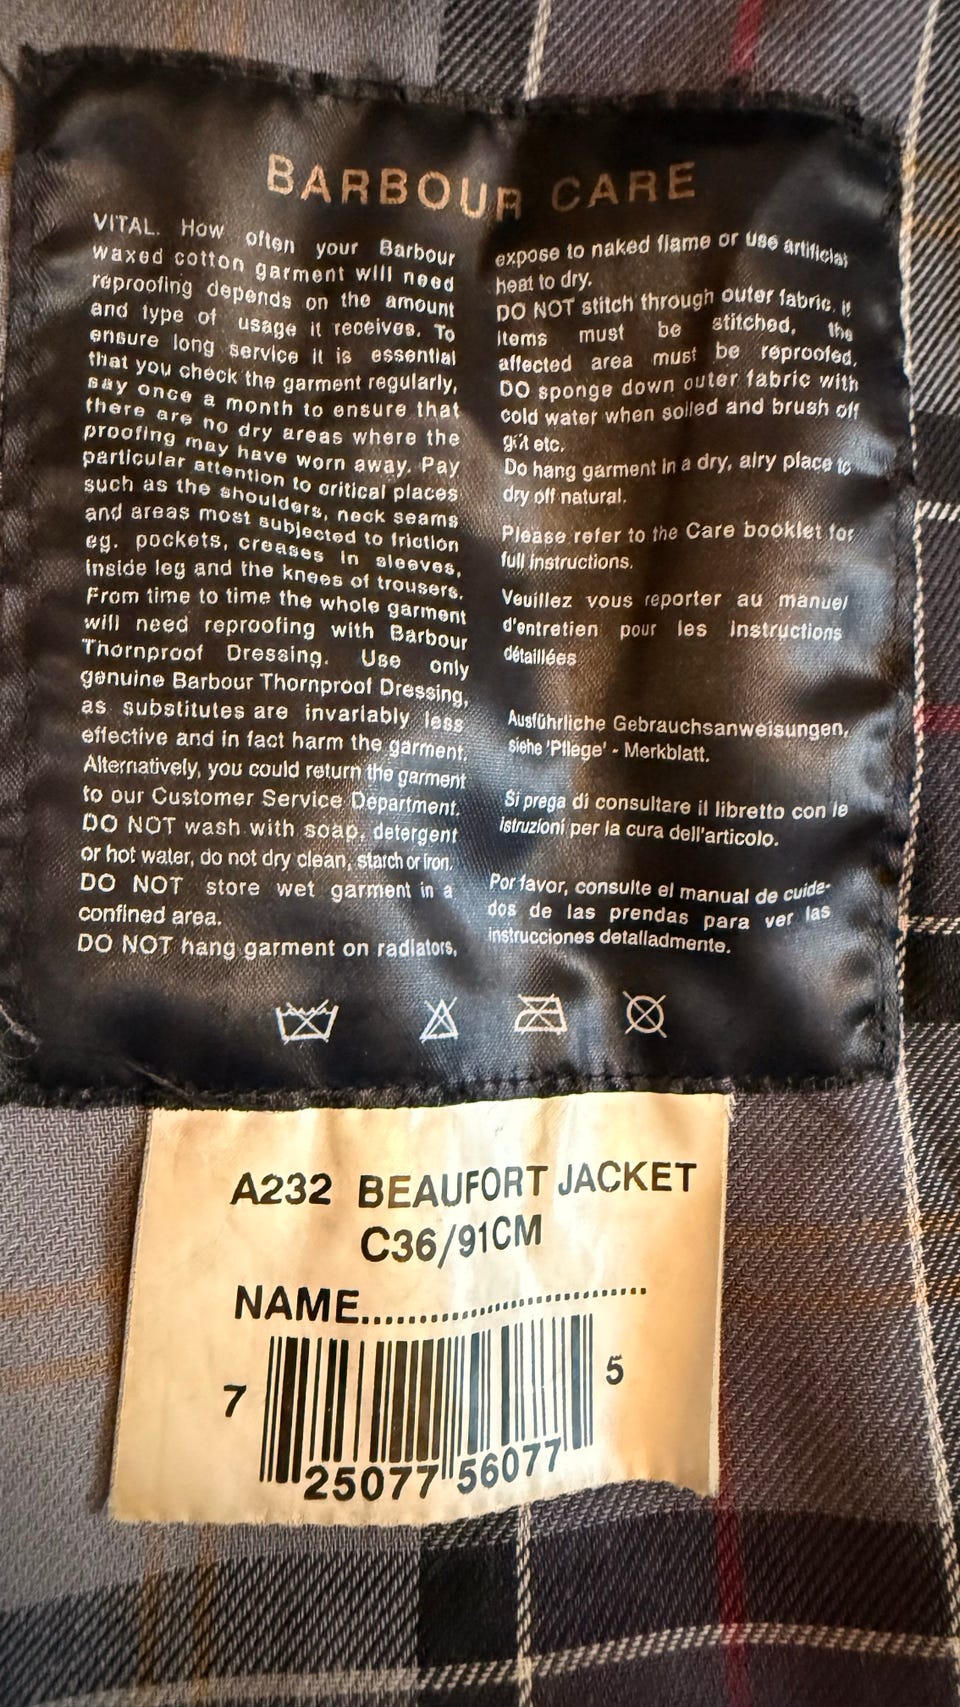 BARBOUR CARE
VITAL. How often your Barbour
waxed cotton garment will need
reproofing depends on the amount
and type of usage it receives. To
ensure long service it is essential
that you check the garment regularly,
say once a month to ensure that
there are no dry areas where the
proofing may have worn away. Pay
particular attention to critical places
such as the shoulders, neck seams
and areas most subjected to friction
eg. pockets, creases in sleeves,
inside leg and the knees of trousers.
From time to time the whole garment
will need reproofing with Barbour
Thornproof Dressing. Use only
genuine Barbour Thornproof Dressing,
as substitutes are invariably less
effective and in fact harm the garment.
Alternatively, you could return the garment
to our Customer Service Department.
DO NOT wash with soap, detergent
or hot water, do not dry clean, starch or iron.
DO NOT store wet garment in a
confined area.
DO NOT hang garment on radiators,
expose to naked flame or use artificial
heat to dry.
DO NOT stitch through outer fabric, if
items must be stitched, the
affected area must be reproofed.
DO sponge down outer fabric with
cold water when soiled and brush off
grit etc.
Do hang garment in a dry, airy place to
dry off natural.
Please refer to the Care booklet for
full instructions.
Veuillez vous reporter au manuel
d'entretien pour les instructions
détaillées
Ausführliche Gebrauchsanweisungen,
siehe 'Pflege' - Merkblatt.
Si prega di consultare il libretto con le
istruzioni per la cura dell'articolo.
Por favor, consulte el manual de cuida-
dos de las prendas para ver las
instrucciones detalladmente.
A232 BEAUFORT JACKET
C36/91CM
NAME..............................
7 25077 56077 5